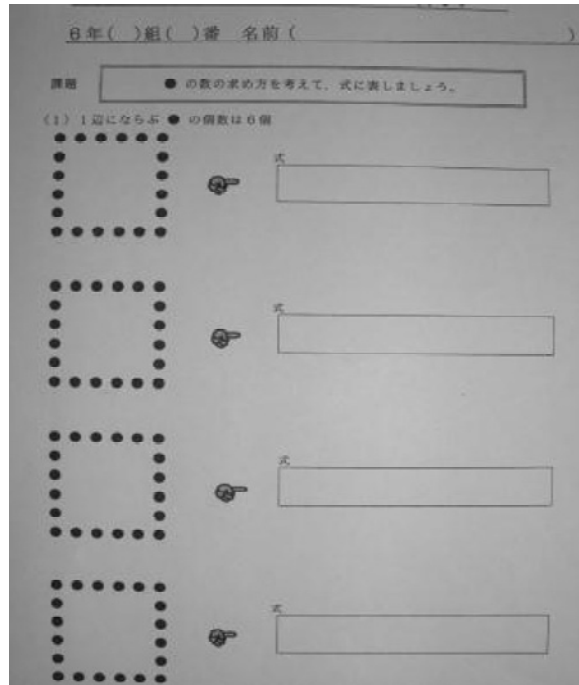 6年( )組( )番 名前( )
課題
●の数の求め方を考えて、式に表しましょう。
(1) 1辺にならぶ●の個数は6個
式
式
式
式